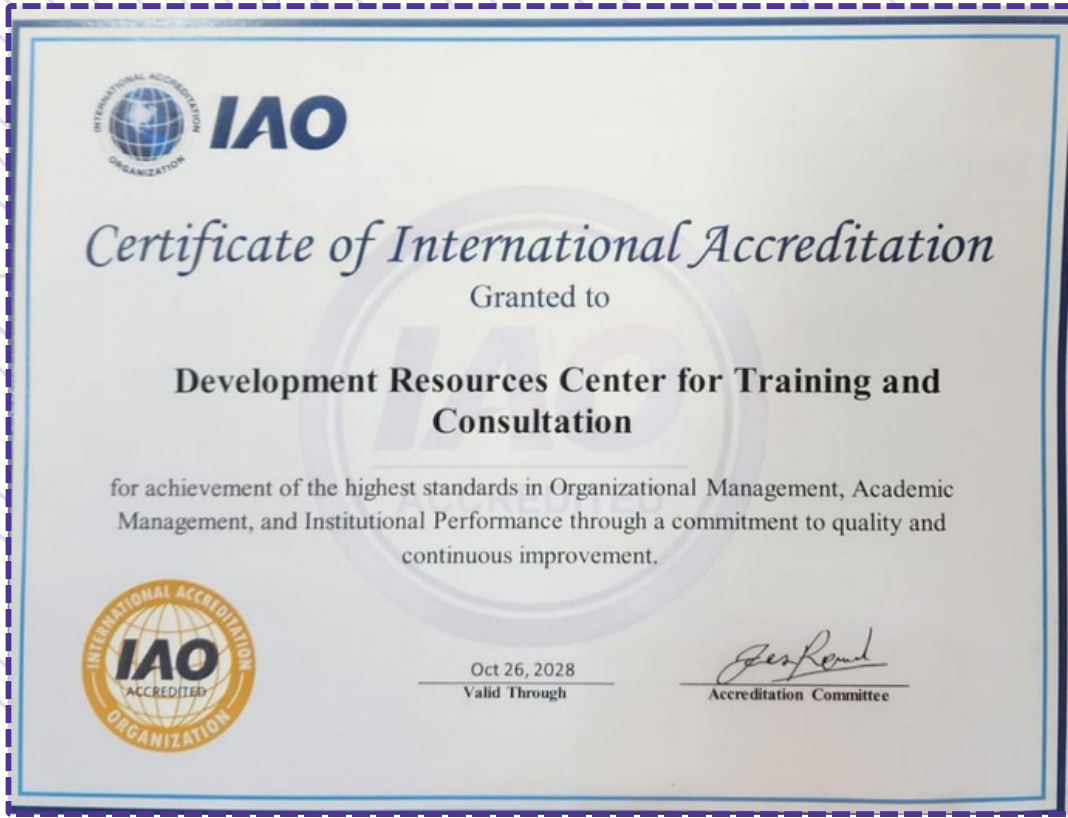 INTERNATIONAL ACCREDITATION
ORGANIZATION
IAO
Certificate of International Accreditation
Granted to
IAO
ACCREDITED
Development Resources Center for Training and
Consultation
for achievement of the highest standards in Organizational Management, Academic
Management, and Institutional Performance through a commitment to quality and
continuous improvement.
INTERNATIONAL ACCREDITATION
IAO
ACCREDITED
ORGANIZATION
Oct 26, 2028
Valid Through
Accreditation Committee